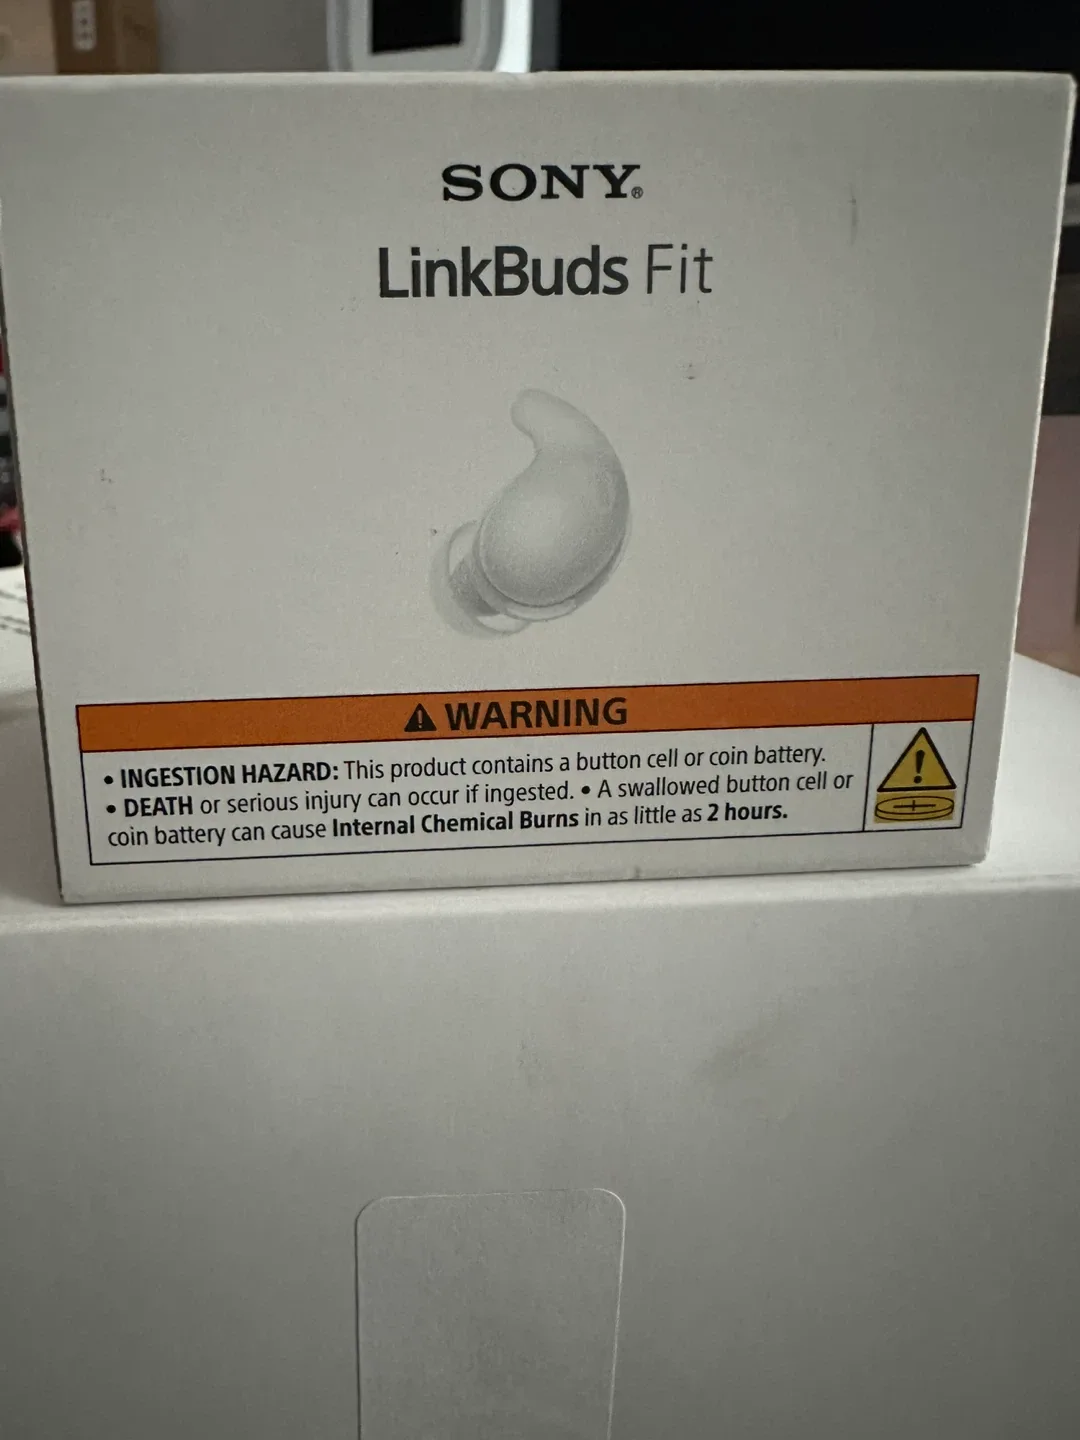 SONY®
LinkBuds Fit
⚠ WARNING
• INGESTION HAZARD: This product contains a button cell or coin battery.
• DEATH or serious injury can occur if ingested. • A swallowed button cell or
coin battery can cause Internal Chemical Burns in as little as 2 hours.